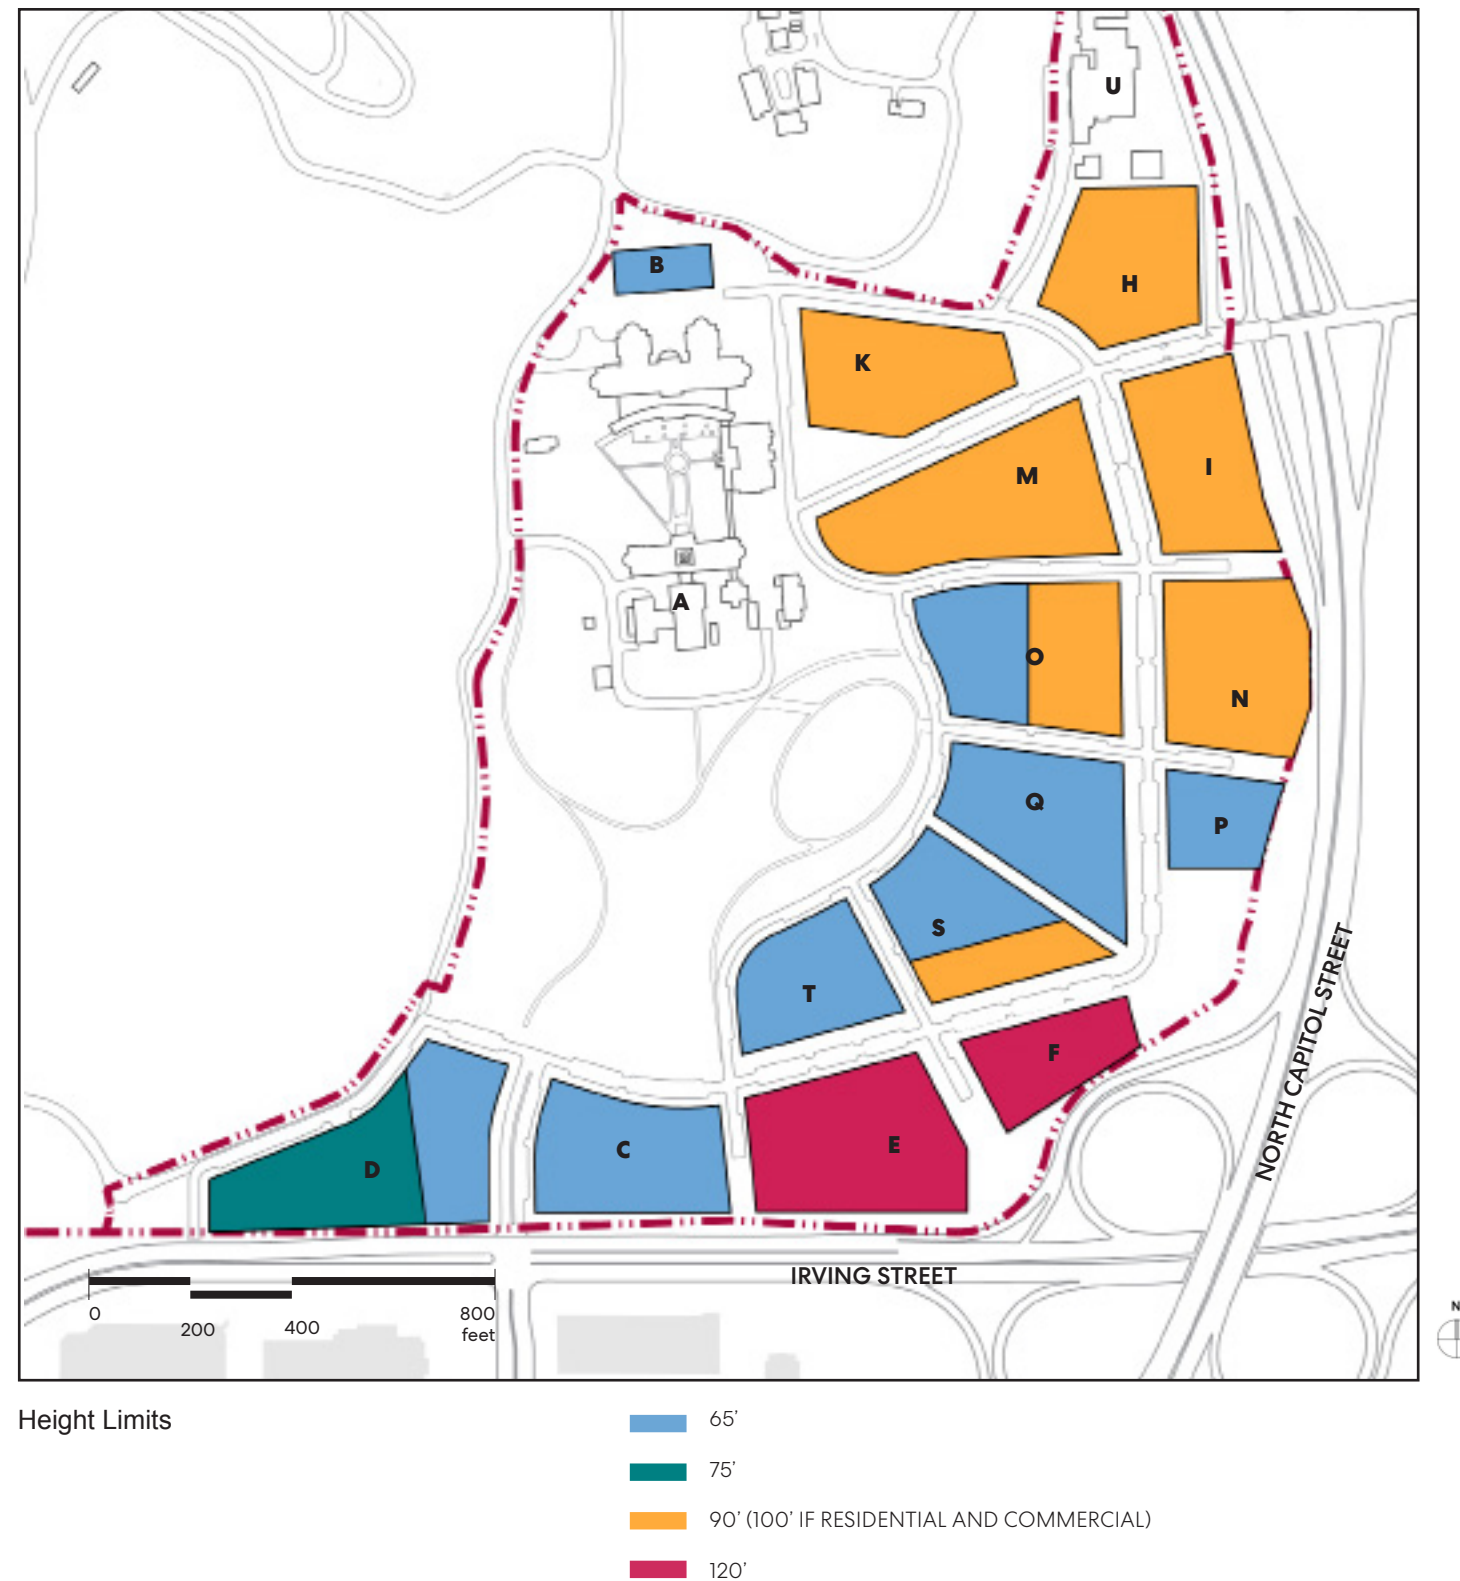 U
B
H
K
M
I
A
O
N
Q
P
S
T
F
D
C
E
NORTH CAPITOL STREET
IRVING STREET
0
200
400
800
feet
N
Height Limits
65’
75’
90’ (100’ IF RESIDENTIAL AND COMMERCIAL)
120’